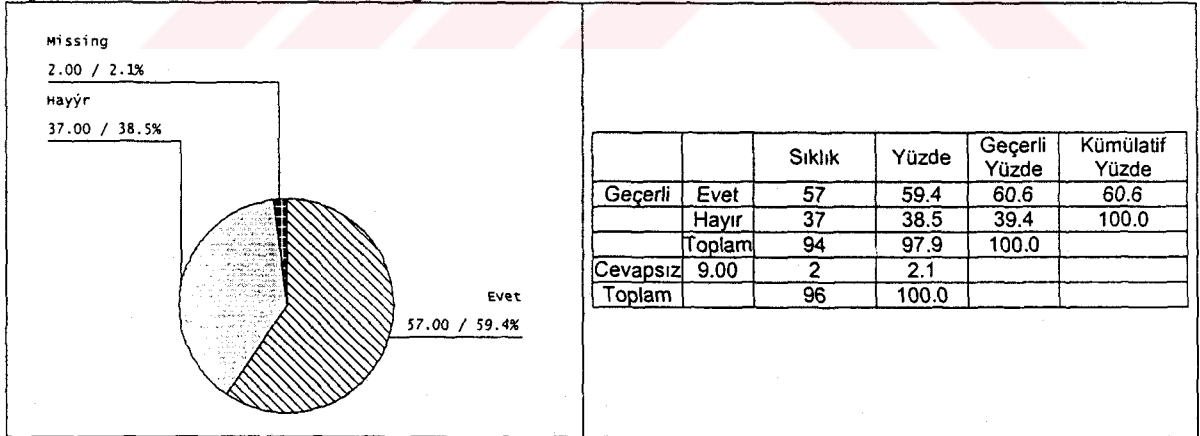 Missing
2.00 / 2.1%
Hayýr
37.00 / 38.5%
Evet
57.00 / 59.4%
Sıklık Yüzde Geçerli Yüzde Kümülatif Yüzde
Geçerli Evet 57 59.4 60.6 60.6
Hayır 37 38.5 39.4 100.0
Toplam 94 97.9 100.0
Cevapsız 9.00 2 2.1
Toplam 96 100.0